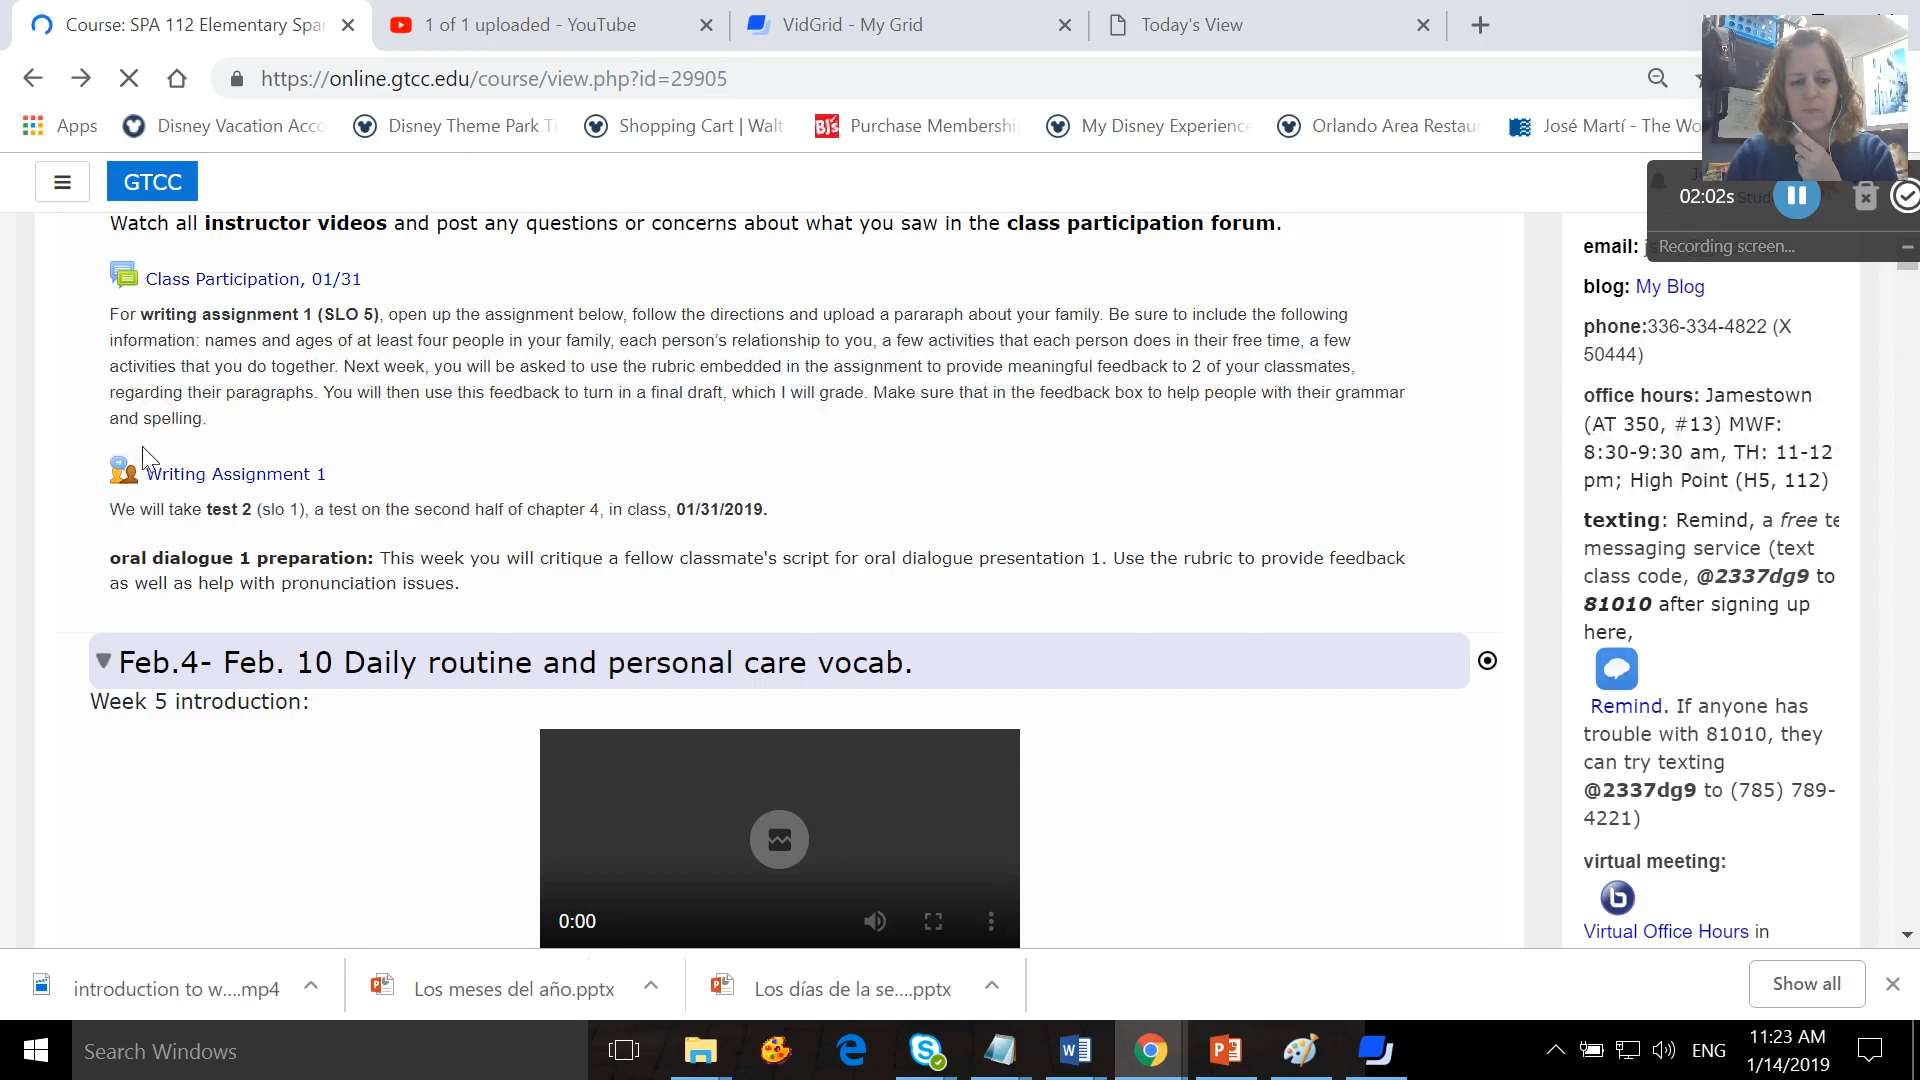 Course: SPA 112 Elementary Spar
1 of 1 uploaded - YouTube
VidGrid - My Grid
Today's View
https://online.gtcc.edu/course/view.php?id=29905
Apps
Disney Vacation Acco
Disney Theme Park Ti
Shopping Cart | Walt
BJ's
Purchase Membershi
My Disney Experience
Orlando Area Restaur
José Martí - The Wo
GTCC
02:02s
Recording screen...
Watch all instructor videos and post any questions or concerns about what you saw in the class participation forum.
Class Participation, 01/31
For writing assignment 1 (SLO 5), open up the assignment below, follow the directions and upload a pararaph about your family. Be sure to include the following
information: names and ages of at least four people in your family, each person's relationship to you, a few activities that each person does in their free time, a few
activities that you do together. Next week, you will be asked to use the rubric embedded in the assignment to provide meaningful feedback to 2 of your classmates,
regarding their paragraphs. You will then use this feedback to turn in a final draft, which I will grade. Make sure that in the feedback box to help people with their grammar
and spelling.
Writing Assignment 1
We will take test 2 (slo 1), a test on the second half of chapter 4, in class, 01/31/2019.
oral dialogue 1 preparation: This week you will critique a fellow classmate's script for oral dialogue presentation 1. Use the rubric to provide feedback
as well as help with pronunciation issues.
Feb.4- Feb. 10 Daily routine and personal care vocab.
Week 5 introduction:
0:00
email:
blog: My Blog
phone:336-334-4822 (X
50444)
office hours: Jamestown
(AT 350, #13) MWF:
8:30-9:30 am, TH: 11-12
pm; High Point (H5, 112)
texting: Remind, a free te
messaging service (text
class code, @2337dg9 to
81010 after signing up
here,
Remind. If anyone has
trouble with 81010, they
can try texting
@2337dg9 to (785) 789-
4221)
virtual meeting:
Virtual Office Hours in
introduction to w....mp4
Los meses del año.pptx
Los días de la se....pptx
Show all
Search Windows
ENG
11:23 AM
1/14/2019